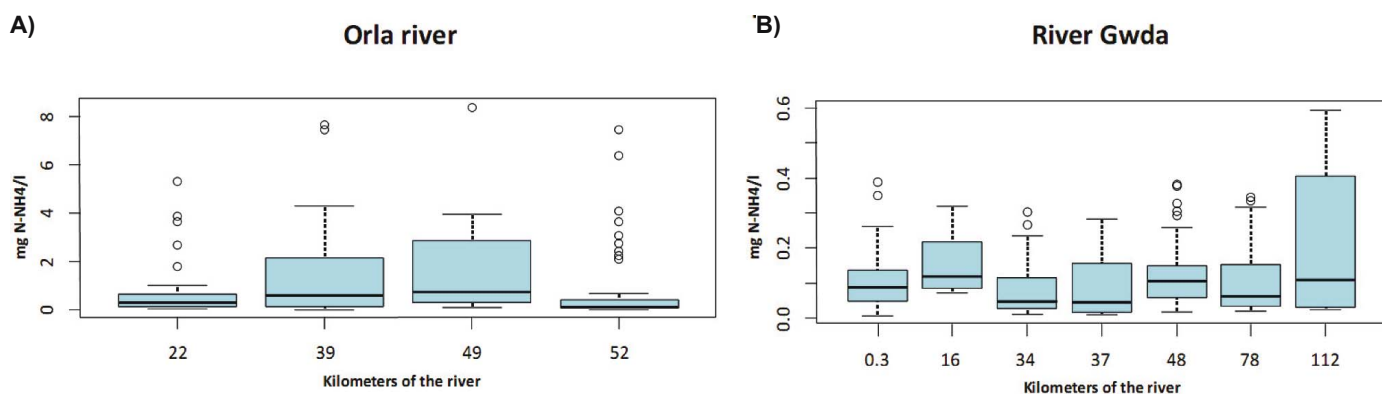 A)
Orla river
mg N-NH4/l
8
6
4
2
0
22 39 49 52
Kilometers of the river
B)
River Gwda
mg N-NH4/l
0.6
0.4
0.2
0.0
0.3 16 34 37 48 78 112
Kilometers of the river